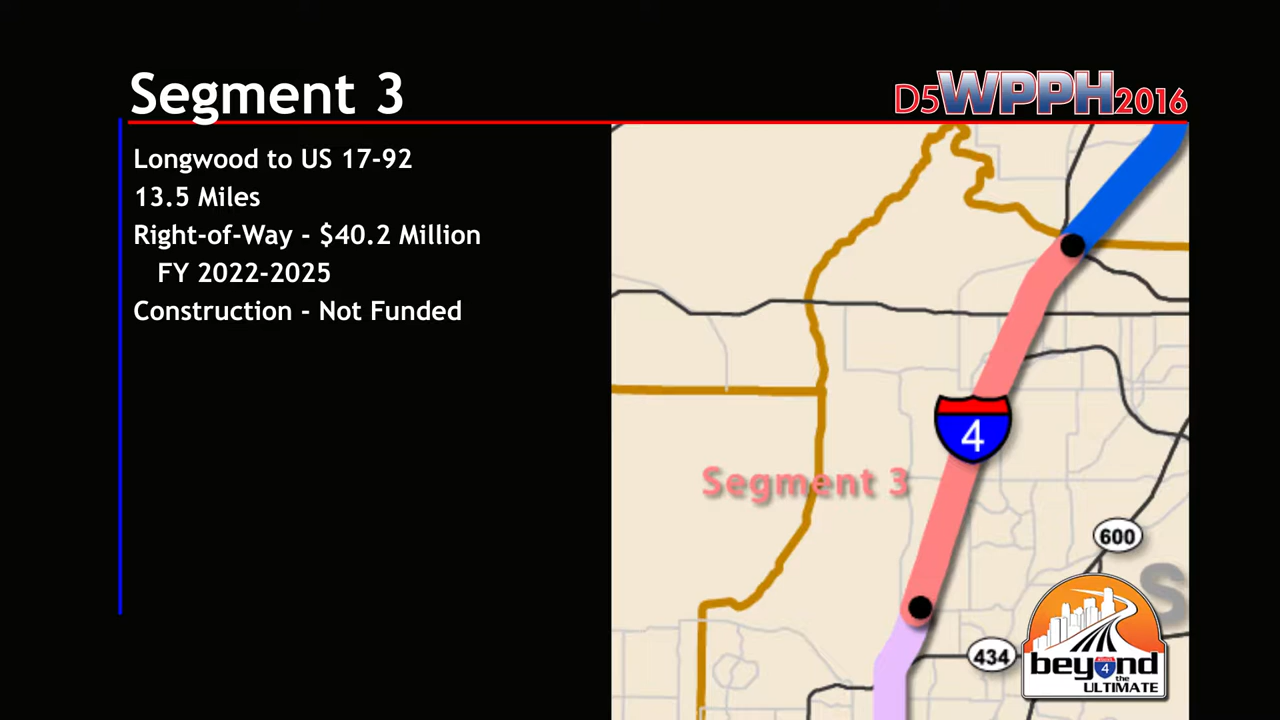 Segment 3
D5WPPH2016
Longwood to US 17-92
13.5 Miles
Right-of-Way - $40.2 Million
FY 2022-2025
Construction - Not Funded
4
Segment 3
600
S
434
beyond
4
the
ULTIMATE